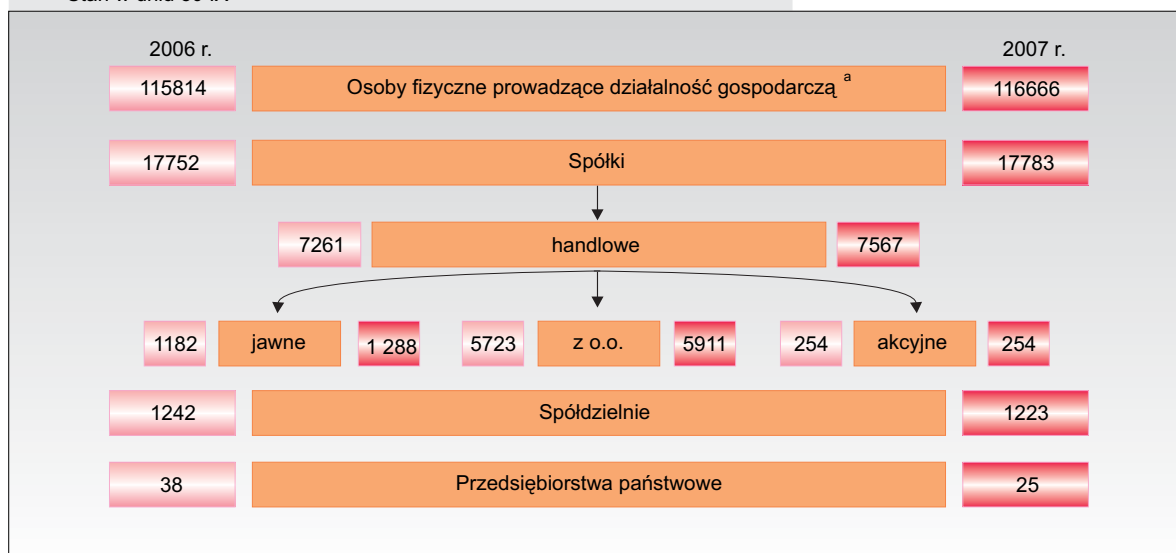 2006 r. 2007 r.
115814 Osoby fizyczne prowadzące działalność gospodarczą a 116666
17752 Spółki 17783
7261 handlowe 7567
1182 jawne 1 288 5723 z o.o. 5911 254 akcyjne 254
1242 Spółdzielnie 1223
38 Przedsiębiorstwa państwowe 25